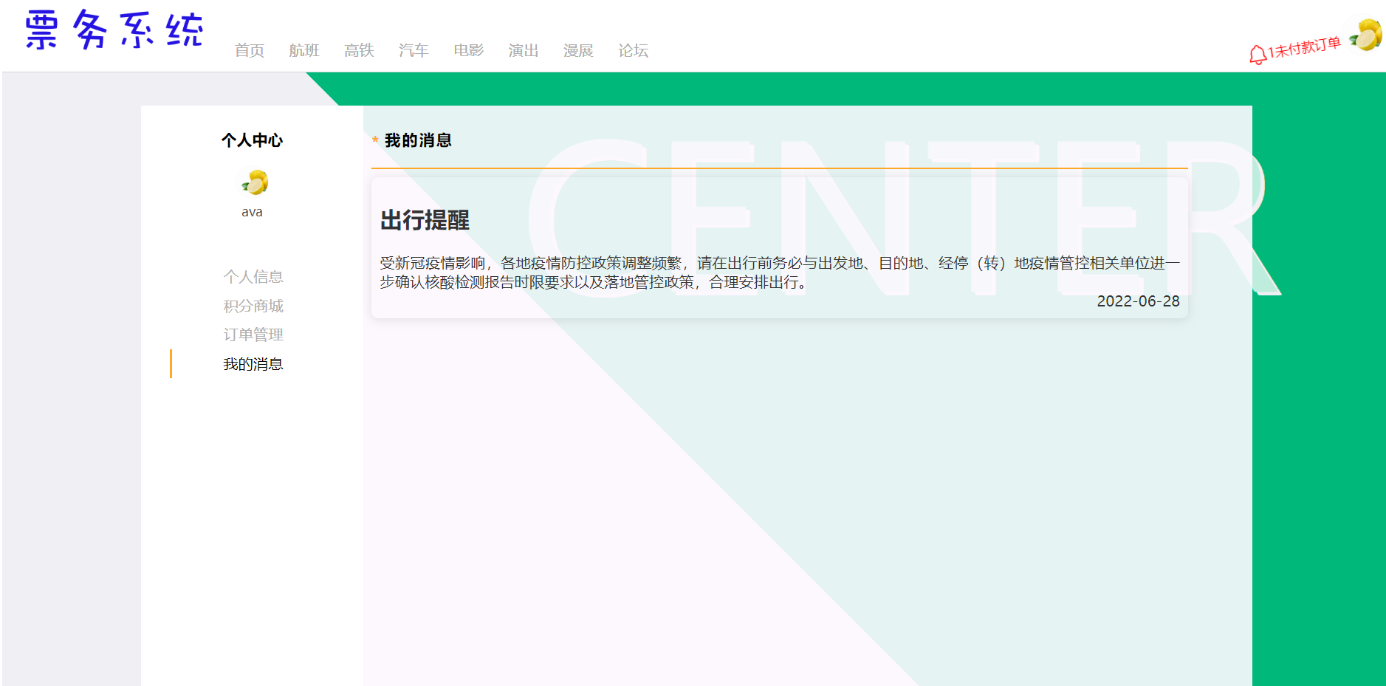 票务系统
首页 航班 高铁 汽车 电影 演出 漫展 论坛
1未付款订单
个人中心
ava
个人信息
积分商城
订单管理
我的消息
* 我的消息
CENTER
出行提醒
受新冠疫情影响，各地疫情防控政策调整频繁，请在出行前务必与出发地、目的地、经停（转）地疫情管控相关单位进一
步确认核酸检测报告时限要求以及落地管控政策，合理安排出行。
2022-06-28